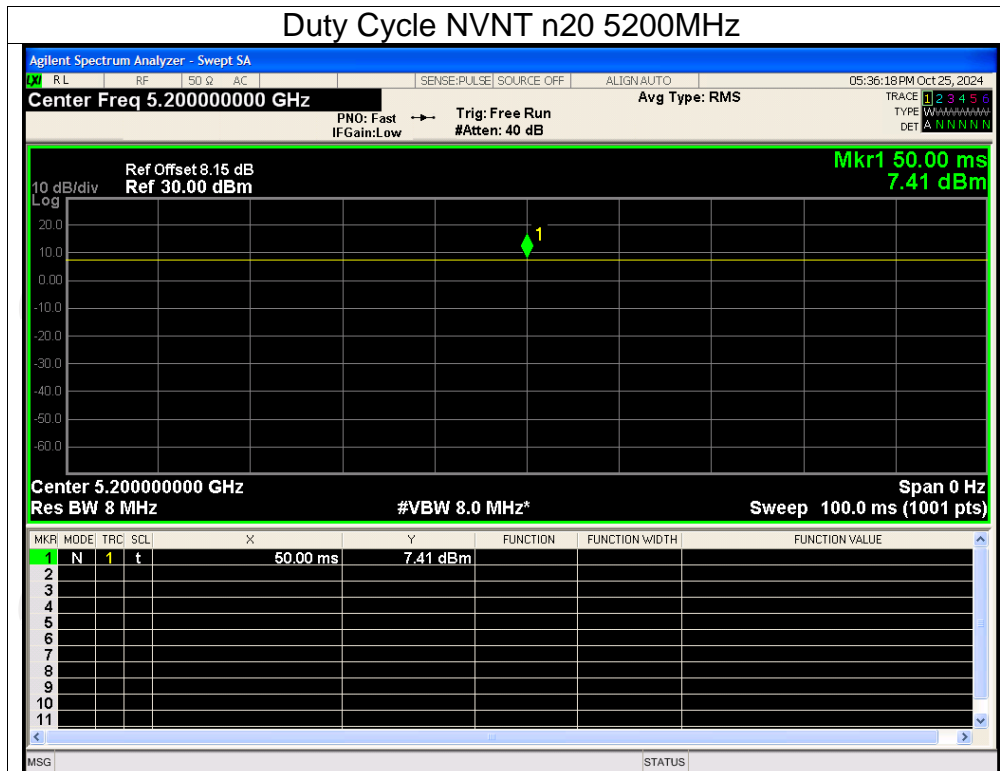 Duty Cycle NVNT n20 5200MHz
Agilent Spectrum Analyzer - Swept SA
LXI RL RF 50 Ω AC SENSE:PULSE SOURCE OFF ALIGN AUTO 05:36:18 PM Oct 25, 2024
Center Freq 5.200000000 GHz Avg Type: RMS TRACE 1 2 3 4 5 6
PNO: Fast Trig: Free Run TYPE WWWWWW
IFGain:Low #Atten: 40 dB DET A N N N N N
Mkr1 50.00 ms
Ref Offset 8.15 dB
10 dB/div Ref 30.00 dBm 7.41 dBm
Log
20.0
1
10.0
0.00
-10.0
-20.0
-30.0
-40.0
-50.0
-60.0
Center 5.200000000 GHz Span 0 Hz
Res BW 8 MHz #VBW 8.0 MHz* Sweep 100.0 ms (1001 pts)
MKR MODE TRC SCL X Y FUNCTION FUNCTION WIDTH FUNCTION VALUE
1 N 1 t 50.00 ms 7.41 dBm
2
3
4
5
6
7
8
9
10
11
MSG STATUS